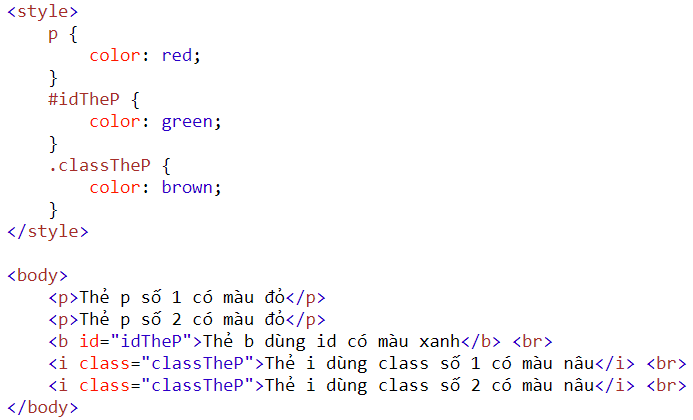 <style>
    p {
        color: red;
    }
    #idTheP {
        color: green;
    }
    .classTheP {
        color: brown;
    }
</style>

<body>
    <p>Thẻ p số 1 có màu đỏ</p>
    <p>Thẻ p số 2 có màu đỏ</p>
    <b id="idTheP">Thẻ b dùng id có màu xanh</b> <br>
    <i class="classTheP">Thẻ i dùng class số 1 có màu nâu</i> <br>
    <i class="classTheP">Thẻ i dùng class số 2 có màu nâu</i> <br>
</body>